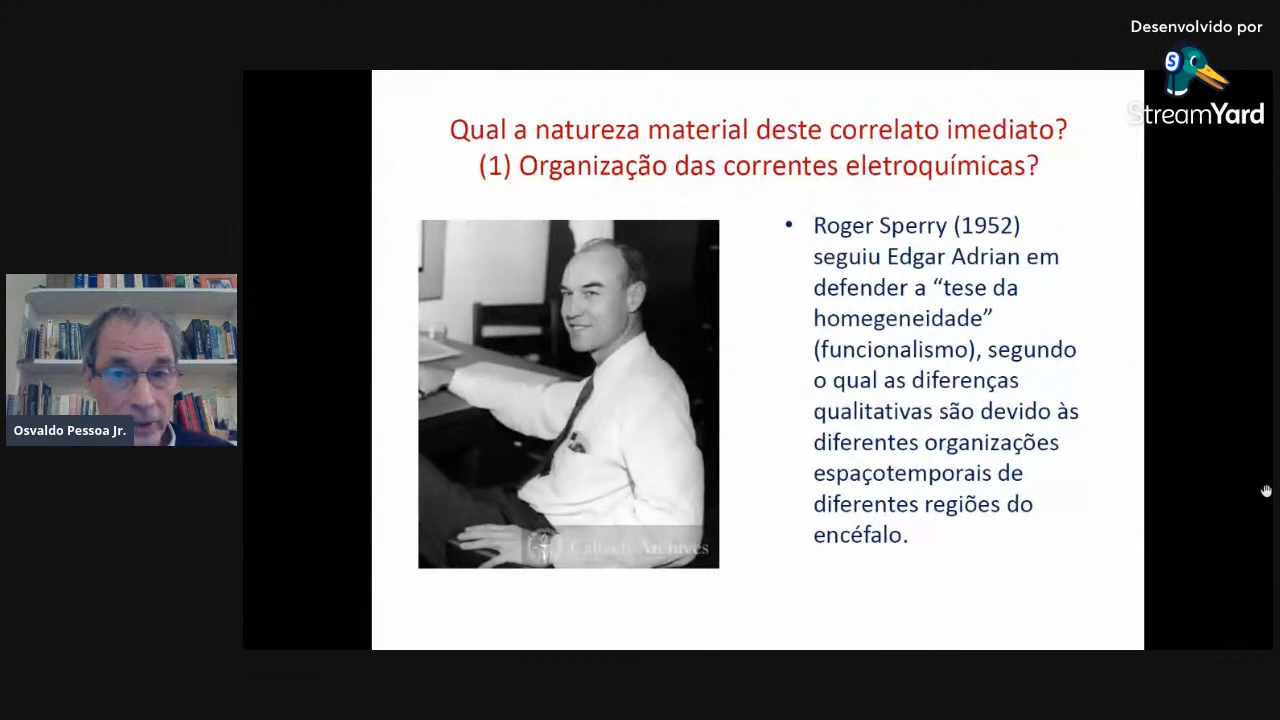 Desenvolvido por
StreamYard
Qual a natureza material deste correlato imediato?
(1) Organização das correntes eletroquímicas?
• Roger Sperry (1952)
seguiu Edgar Adrian em
defender a “tese da
homegeneidade”
(funcionalismo), segundo
o qual as diferenças
qualitativas são devido às
diferentes organizações
espaçotemporais de
diferentes regiões do
encéfalo.
Caltech Archives
Osvaldo Pessoa Jr.